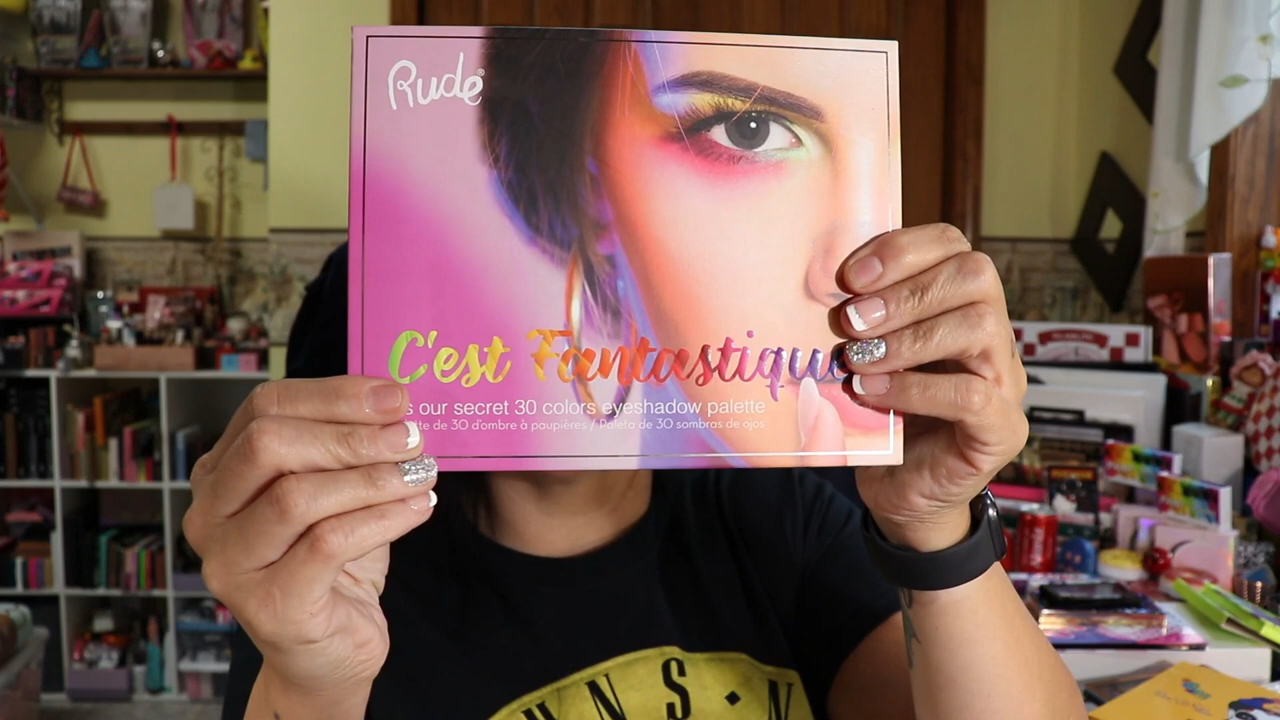 Rude®
C'est Fantastique
s our secret 30 colors eyeshadow palette
tte de 30 d'ombre à paupières / Paleta de 30 sombras de ojos
UNS • N